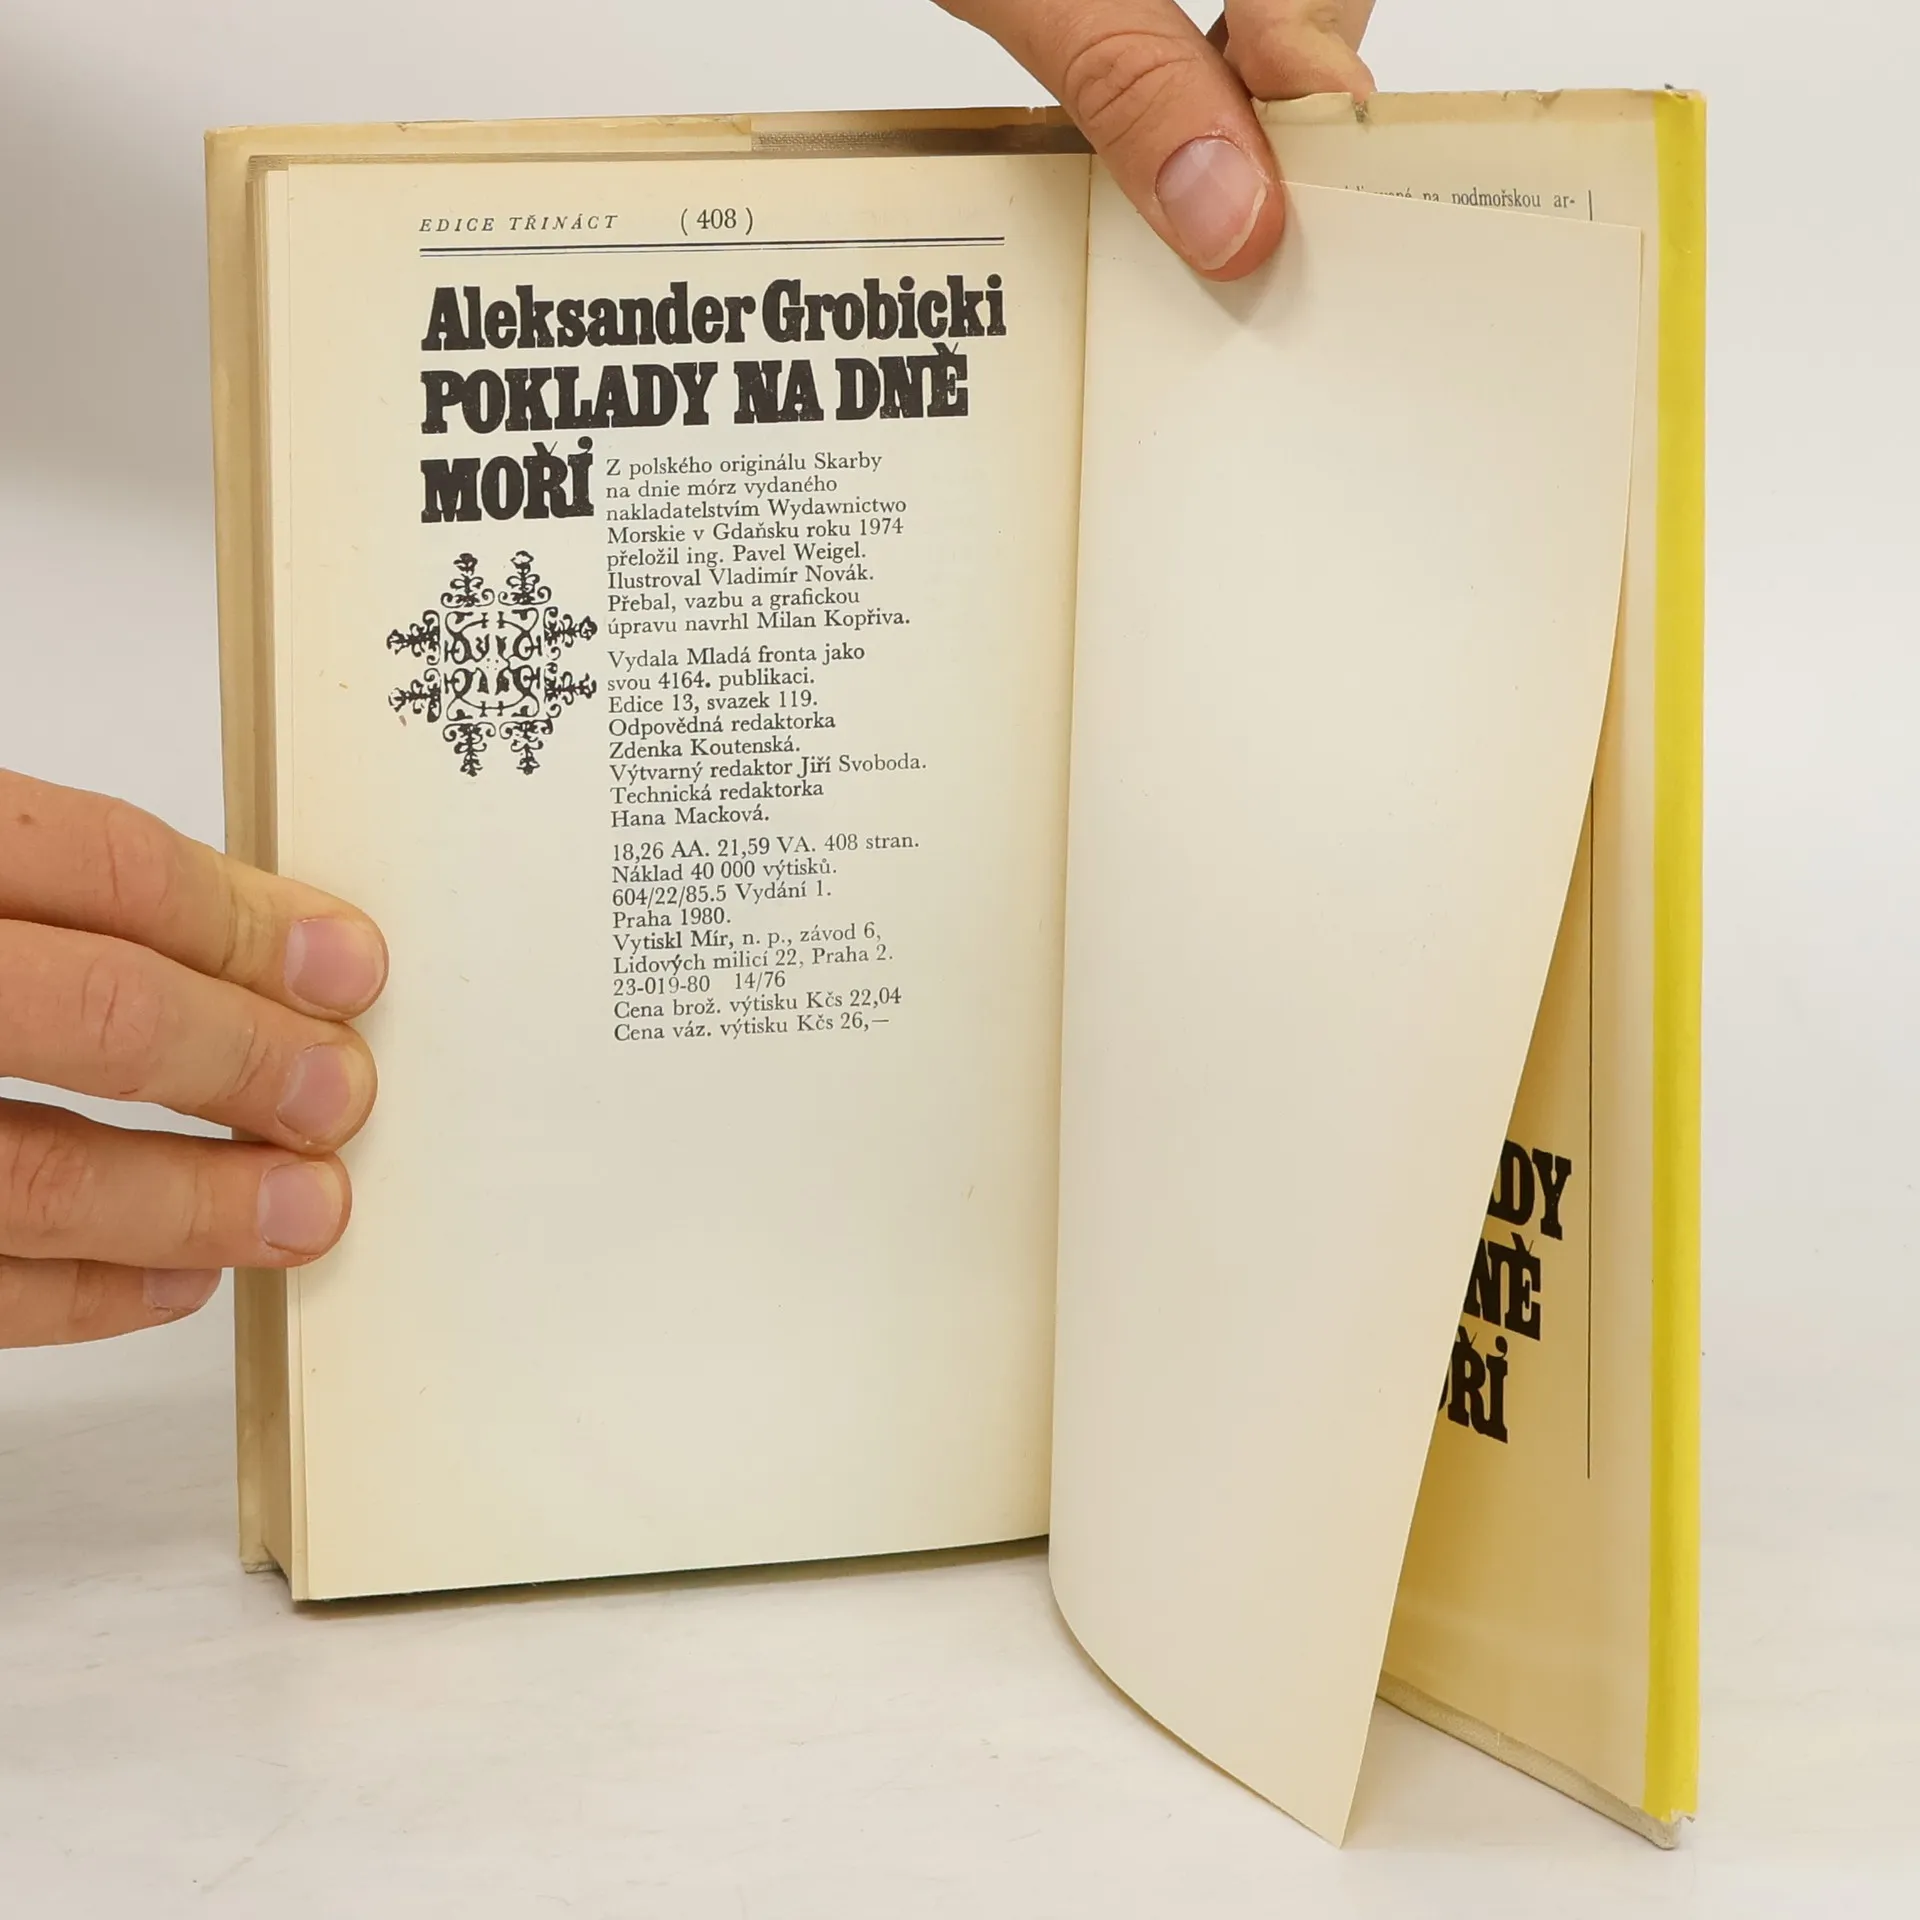 EDICE TŘINÁCT (408)
Aleksander Grobicki
POKLADY NA DNĚ
MOŘÍ
Z polského originálu Skarby
na dnie mórz vydaného
nakladatelstvím Wydawnictwo
Morskie v Gdaňsku roku 1974
přeložil ing. Pavel Weigel.
Ilustroval Vladimír Novák.
Přebal, vazbu a grafickou
úpravu navrhl Milan Kopřiva.
Vydala Mladá fronta jako
svou 4164. publikaci.
Edice 13, svazek 119.
Odpovědná redaktorka
Zdenka Koutenská.
Výtvarný redaktor Jiří Svoboda.
Technická redaktorka
Hana Macková.
18,26 AA. 21,59 VA. 408 stran.
Náklad 40 000 výtisků.
604/22/85.5 Vydání 1.
Praha 1980.
Vytiskl Mír, n. p., závod 6,
Lidových milicí 22, Praha 2.
23-019-80 14/76
Cena brož. výtisku Kčs 22,04
Cena váz. výtisku Kčs 26,—
na podmořskou ar-
DY
NĚ
ŘÍ